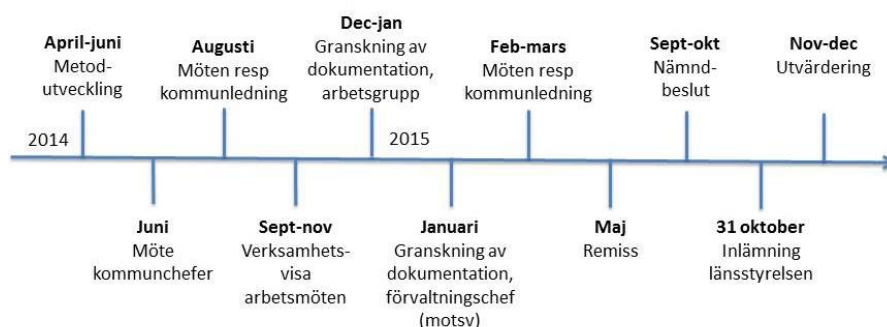 April-juni
Metod-
utveckling
Augusti
Möten resp
kommunledning
Dec-jan
Granskning av
dokumentation,
arbetsgrupp
Feb-mars
Möten resp
kommunledning
Sept-okt
Nämnd-
beslut
Nov-dec
Utvärdering
2014
2015
Juni
Möte
kommunchefer
Sept-nov
Verksamhets-
visa
arbetsmöten
Januari
Granskning av
dokumentation,
förvaltningschef
(motsv)
Maj
Remiss
31 oktober
Inlämning
länsstyrelsen